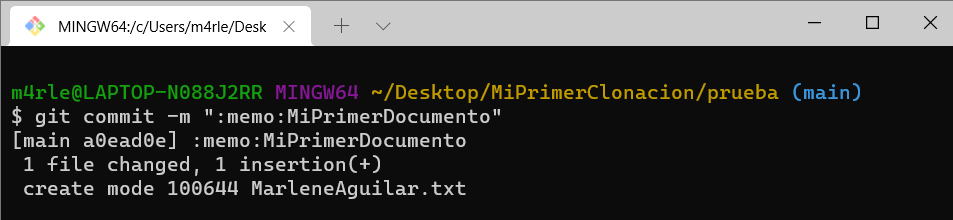 MINGW64:/c/Users/m4rle/Desk
m4rle@LAPTOP-N088J2RR MINGW64 ~/Desktop/MiPrimerClonacion/prueba (main)
$ git commit -m ":memo:MiPrimerDocumento"
[main a0ead0e] :memo:MiPrimerDocumento
 1 file changed, 1 insertion(+)
 create mode 100644 MarleneAguilar.txt